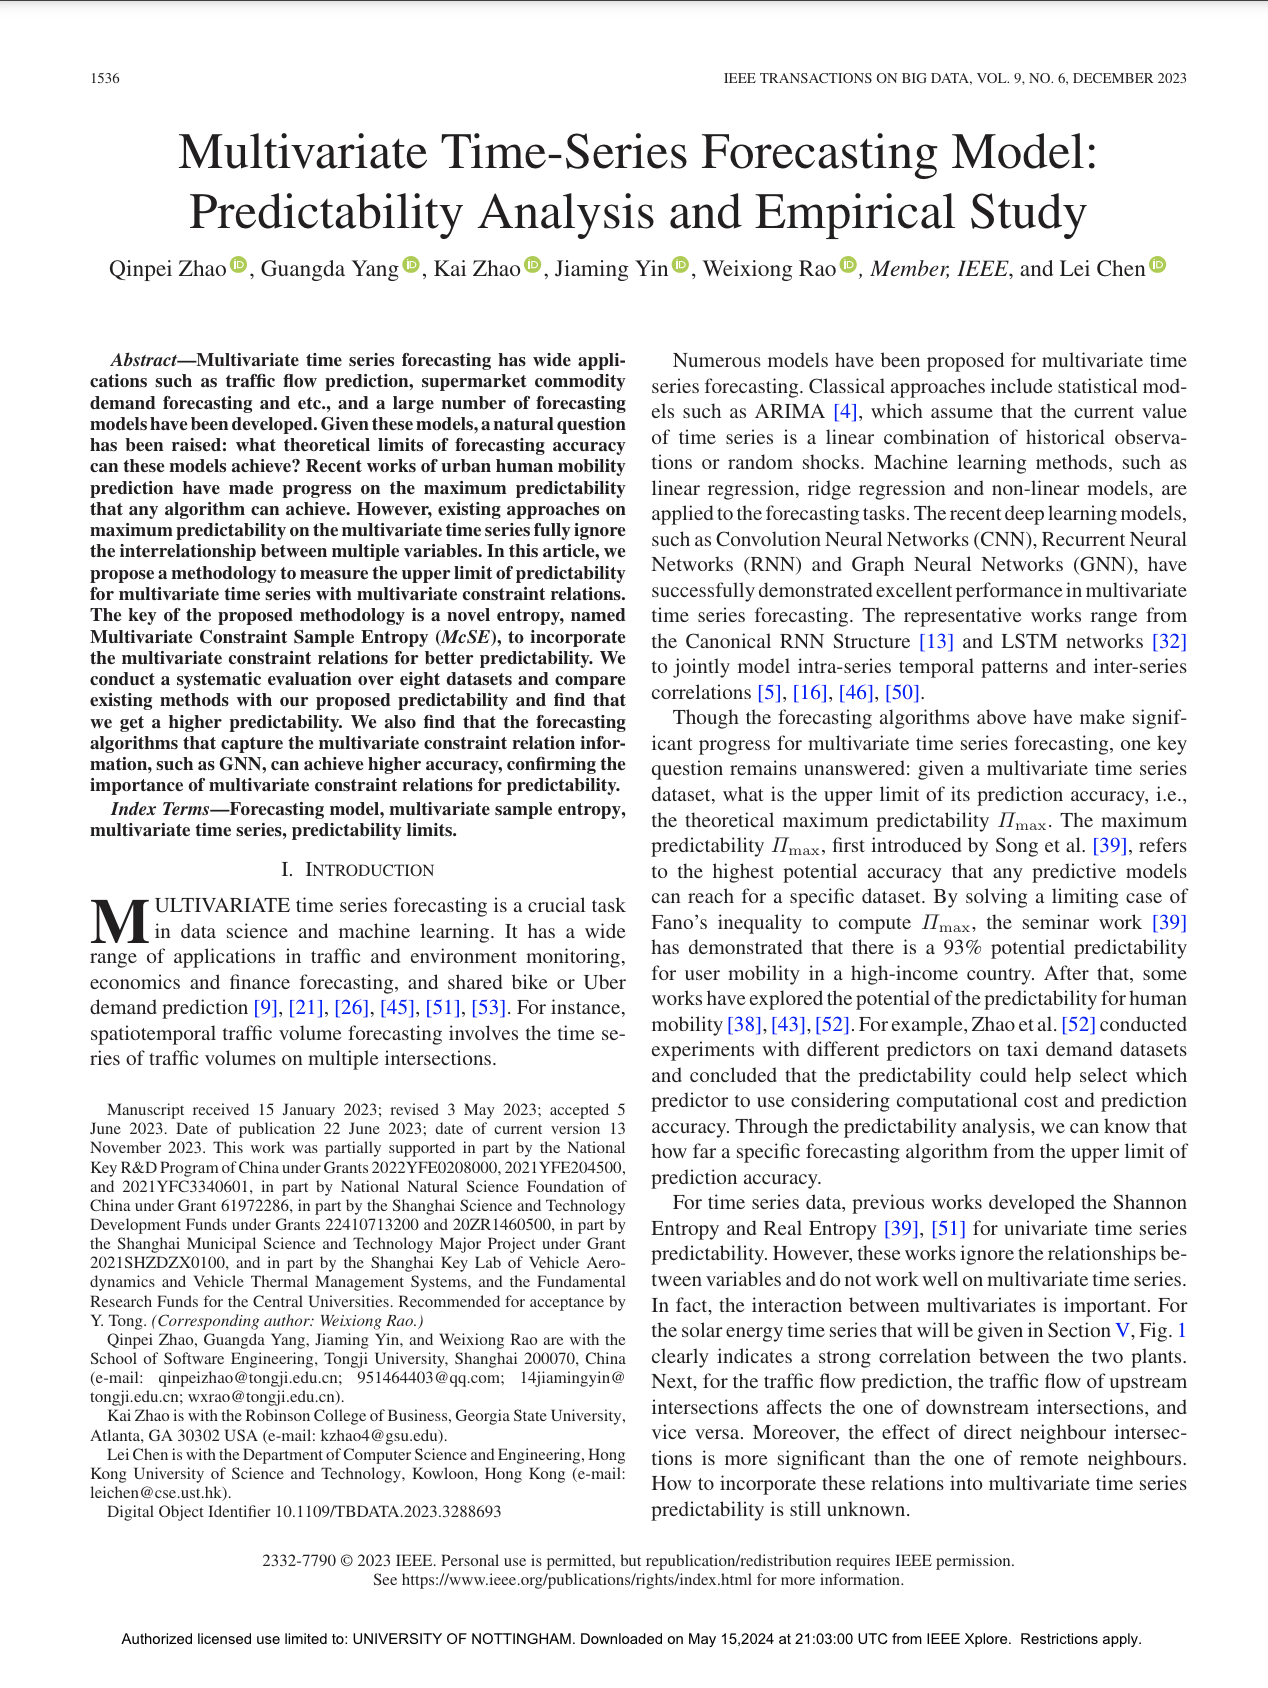 1536
IEEE TRANSACTIONS ON BIG DATA, VOL. 9, NO. 6, DECEMBER 2023
Multivariate Time-Series Forecasting Model:
Predictability Analysis and Empirical Study
Qinpei Zhao, Guangda Yang, Kai Zhao, Jiaming Yin, Weixiong Rao, Member, IEEE, and Lei Chen
Abstract—Multivariate time series forecasting has wide appli-
cations such as traffic flow prediction, supermarket commodity
demand forecasting and etc., and a large number of forecasting
models have been developed. Given these models, a natural question
has been raised: what theoretical limits of forecasting accuracy
can these models achieve? Recent works of urban human mobility
prediction have made progress on the maximum predictability
that any algorithm can achieve. However, existing approaches on
maximum predictability on the multivariate time series fully ignore
the interrelationship between multiple variables. In this article, we
propose a methodology to measure the upper limit of predictability
for multivariate time series with multivariate constraint relations.
The key of the proposed methodology is a novel entropy, named
Multivariate Constraint Sample Entropy (McSE), to incorporate
the multivariate constraint relations for better predictability. We
conduct a systematic evaluation over eight datasets and compare
existing methods with our proposed predictability and find that
we get a higher predictability. We also find that the forecasting
algorithms that capture the multivariate constraint relation infor-
mation, such as GNN, can achieve higher accuracy, confirming the
importance of multivariate constraint relations for predictability.
Index Terms—Forecasting model, multivariate sample entropy,
multivariate time series, predictability limits.
I. INTRODUCTION
MULTIVARIATE time series forecasting is a crucial task
in data science and machine learning. It has a wide
range of applications in traffic and environment monitoring,
economics and finance forecasting, and shared bike or Uber
demand prediction [9], [21], [26], [45], [51], [53]. For instance,
spatiotemporal traffic volume forecasting involves the time se-
ries of traffic volumes on multiple intersections.
Manuscript received 15 January 2023; revised 3 May 2023; accepted 5
June 2023. Date of publication 22 June 2023; date of current version 13
November 2023. This work was partially supported in part by the National
Key R&D Program of China under Grants 2022YFE0208000, 2021YFE204500,
and 2021YFC3340601, in part by National Natural Science Foundation of
China under Grant 61972286, in part by the Shanghai Science and Technology
Development Funds under Grants 22410713200 and 20ZR1460500, in part by
the Shanghai Municipal Science and Technology Major Project under Grant
2021SHZDZX0100, and in part by the Shanghai Key Lab of Vehicle Aero-
dynamics and Vehicle Thermal Management Systems, and the Fundamental
Research Funds for the Central Universities. Recommended for acceptance by
Y. Tong. (Corresponding author: Weixiong Rao.)
Qinpei Zhao, Guangda Yang, Jiaming Yin, and Weixiong Rao are with the
School of Software Engineering, Tongji University, Shanghai 200070, China
(e-mail: qinpeizhao@tongji.edu.cn; 951464403@qq.com; 14jiamingyin@
tongji.edu.cn; wxrao@tongji.edu.cn).
Kai Zhao is with the Robinson College of Business, Georgia State University,
Atlanta, GA 30302 USA (e-mail: kzhao4@gsu.edu).
Lei Chen is with the Department of Computer Science and Engineering, Hong
Kong University of Science and Technology, Kowloon, Hong Kong (e-mail:
leichen@cse.ust.hk).
Digital Object Identifier 10.1109/TBDATA.2023.3288693
Numerous models have been proposed for multivariate time
series forecasting. Classical approaches include statistical mod-
els such as ARIMA [4], which assume that the current value
of time series is a linear combination of historical observa-
tions or random shocks. Machine learning methods, such as
linear regression, ridge regression and non-linear models, are
applied to the forecasting tasks. The recent deep learning models,
such as Convolution Neural Networks (CNN), Recurrent Neural
Networks (RNN) and Graph Neural Networks (GNN), have
successfully demonstrated excellent performance in multivariate
time series forecasting. The representative works range from
the Canonical RNN Structure [13] and LSTM networks [32]
to jointly model intra-series temporal patterns and inter-series
correlations [5], [16], [46], [50].
Though the forecasting algorithms above have make signif-
icant progress for multivariate time series forecasting, one key
question remains unanswered: given a multivariate time series
dataset, what is the upper limit of its prediction accuracy, i.e.,
the theoretical maximum predictability Πmax. The maximum
predictability Πmax, first introduced by Song et al. [39], refers
to the highest potential accuracy that any predictive models
can reach for a specific dataset. By solving a limiting case of
Fano's inequality to compute Πmax, the seminar work [39]
has demonstrated that there is a 93% potential predictability
for user mobility in a high-income country. After that, some
works have explored the potential of the predictability for human
mobility [38], [43], [52]. For example, Zhao et al. [52] conducted
experiments with different predictors on taxi demand datasets
and concluded that the predictability could help select which
predictor to use considering computational cost and prediction
accuracy. Through the predictability analysis, we can know that
how far a specific forecasting algorithm from the upper limit of
prediction accuracy.
For time series data, previous works developed the Shannon
Entropy and Real Entropy [39], [51] for univariate time series
predictability. However, these works ignore the relationships be-
tween variables and do not work well on multivariate time series.
In fact, the interaction between multivariates is important. For
the solar energy time series that will be given in Section V, Fig. 1
clearly indicates a strong correlation between the two plants.
Next, for the traffic flow prediction, the traffic flow of upstream
intersections affects the one of downstream intersections, and
vice versa. Moreover, the effect of direct neighbour intersec-
tions is more significant than the one of remote neighbours.
How to incorporate these relations into multivariate time series
predictability is still unknown.
2332-7790 © 2023 IEEE. Personal use is permitted, but republication/redistribution requires IEEE permission.
See https://www.ieee.org/publications/rights/index.html for more information.
Authorized licensed use limited to: UNIVERSITY OF NOTTINGHAM. Downloaded on May 15,2024 at 21:03:00 UTC from IEEE Xplore. Restrictions apply.